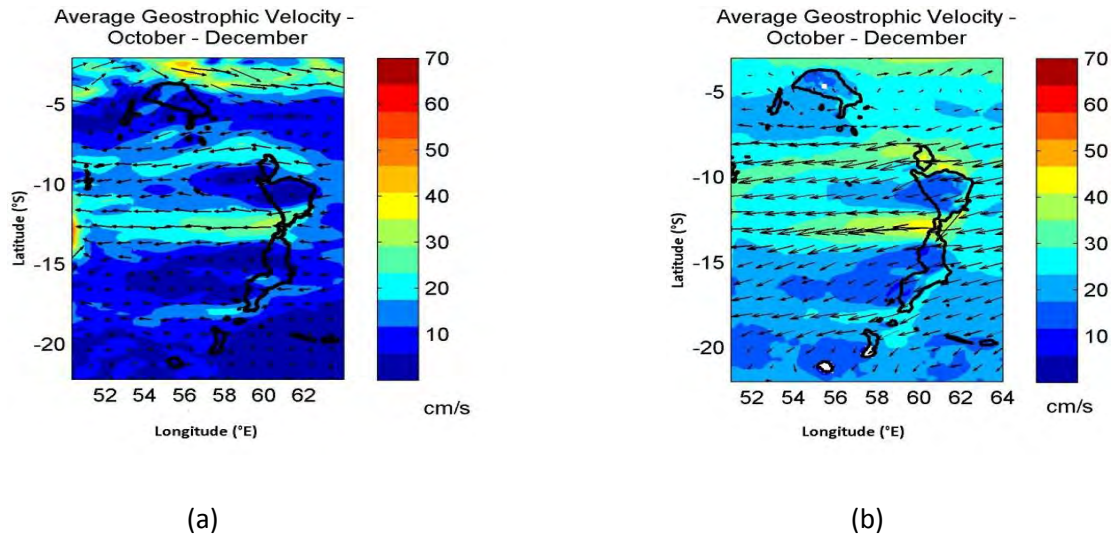 Average Geostrophic Velocity -
October - December
70
60
50
40
30
20
10
cm/s
-5
-10
-15
-20
Latitude (°S)
52 54 56 58 60 62
Longitude (°E)
(a)
Average Geostrophic Velocity -
October - December
70
60
50
40
30
20
10
cm/s
-5
-10
-15
-20
Latitude (°S)
52 54 56 58 60 62 64
Longitude (°E)
(b)